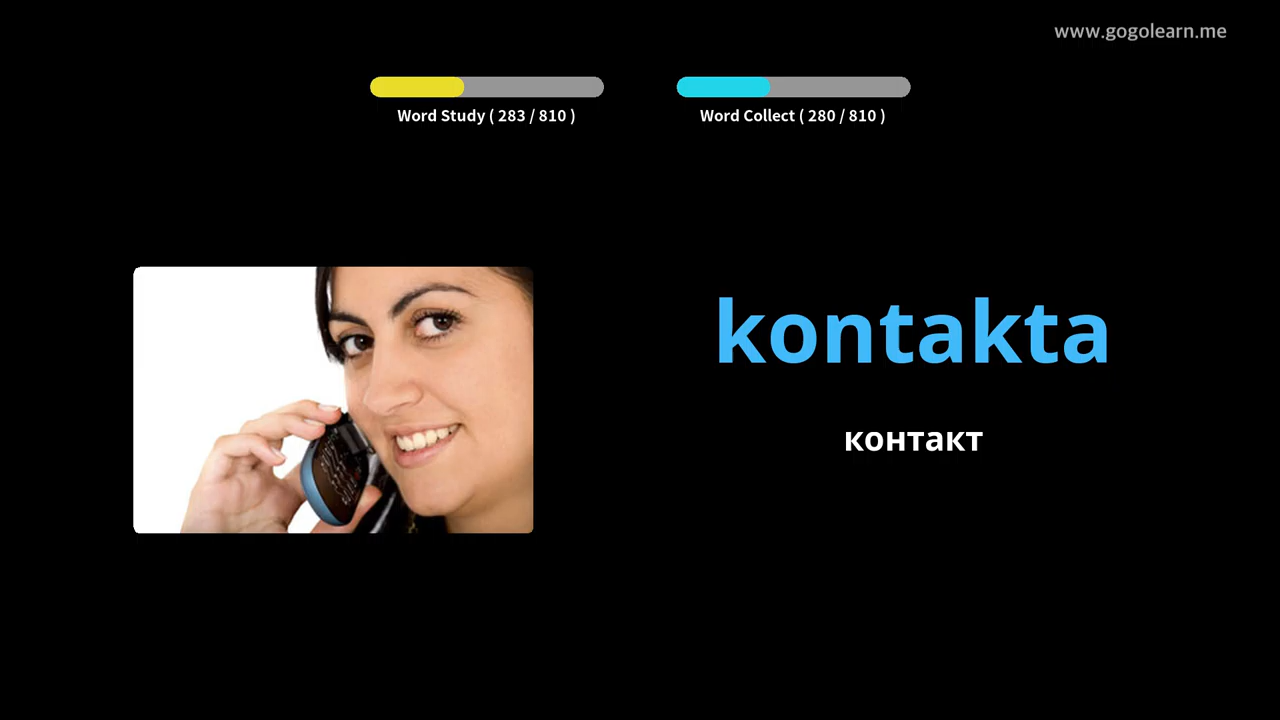 www.gogolearn.me
Word Study ( 283 / 810 )
Word Collect ( 280 / 810 )
kontakta
контакт